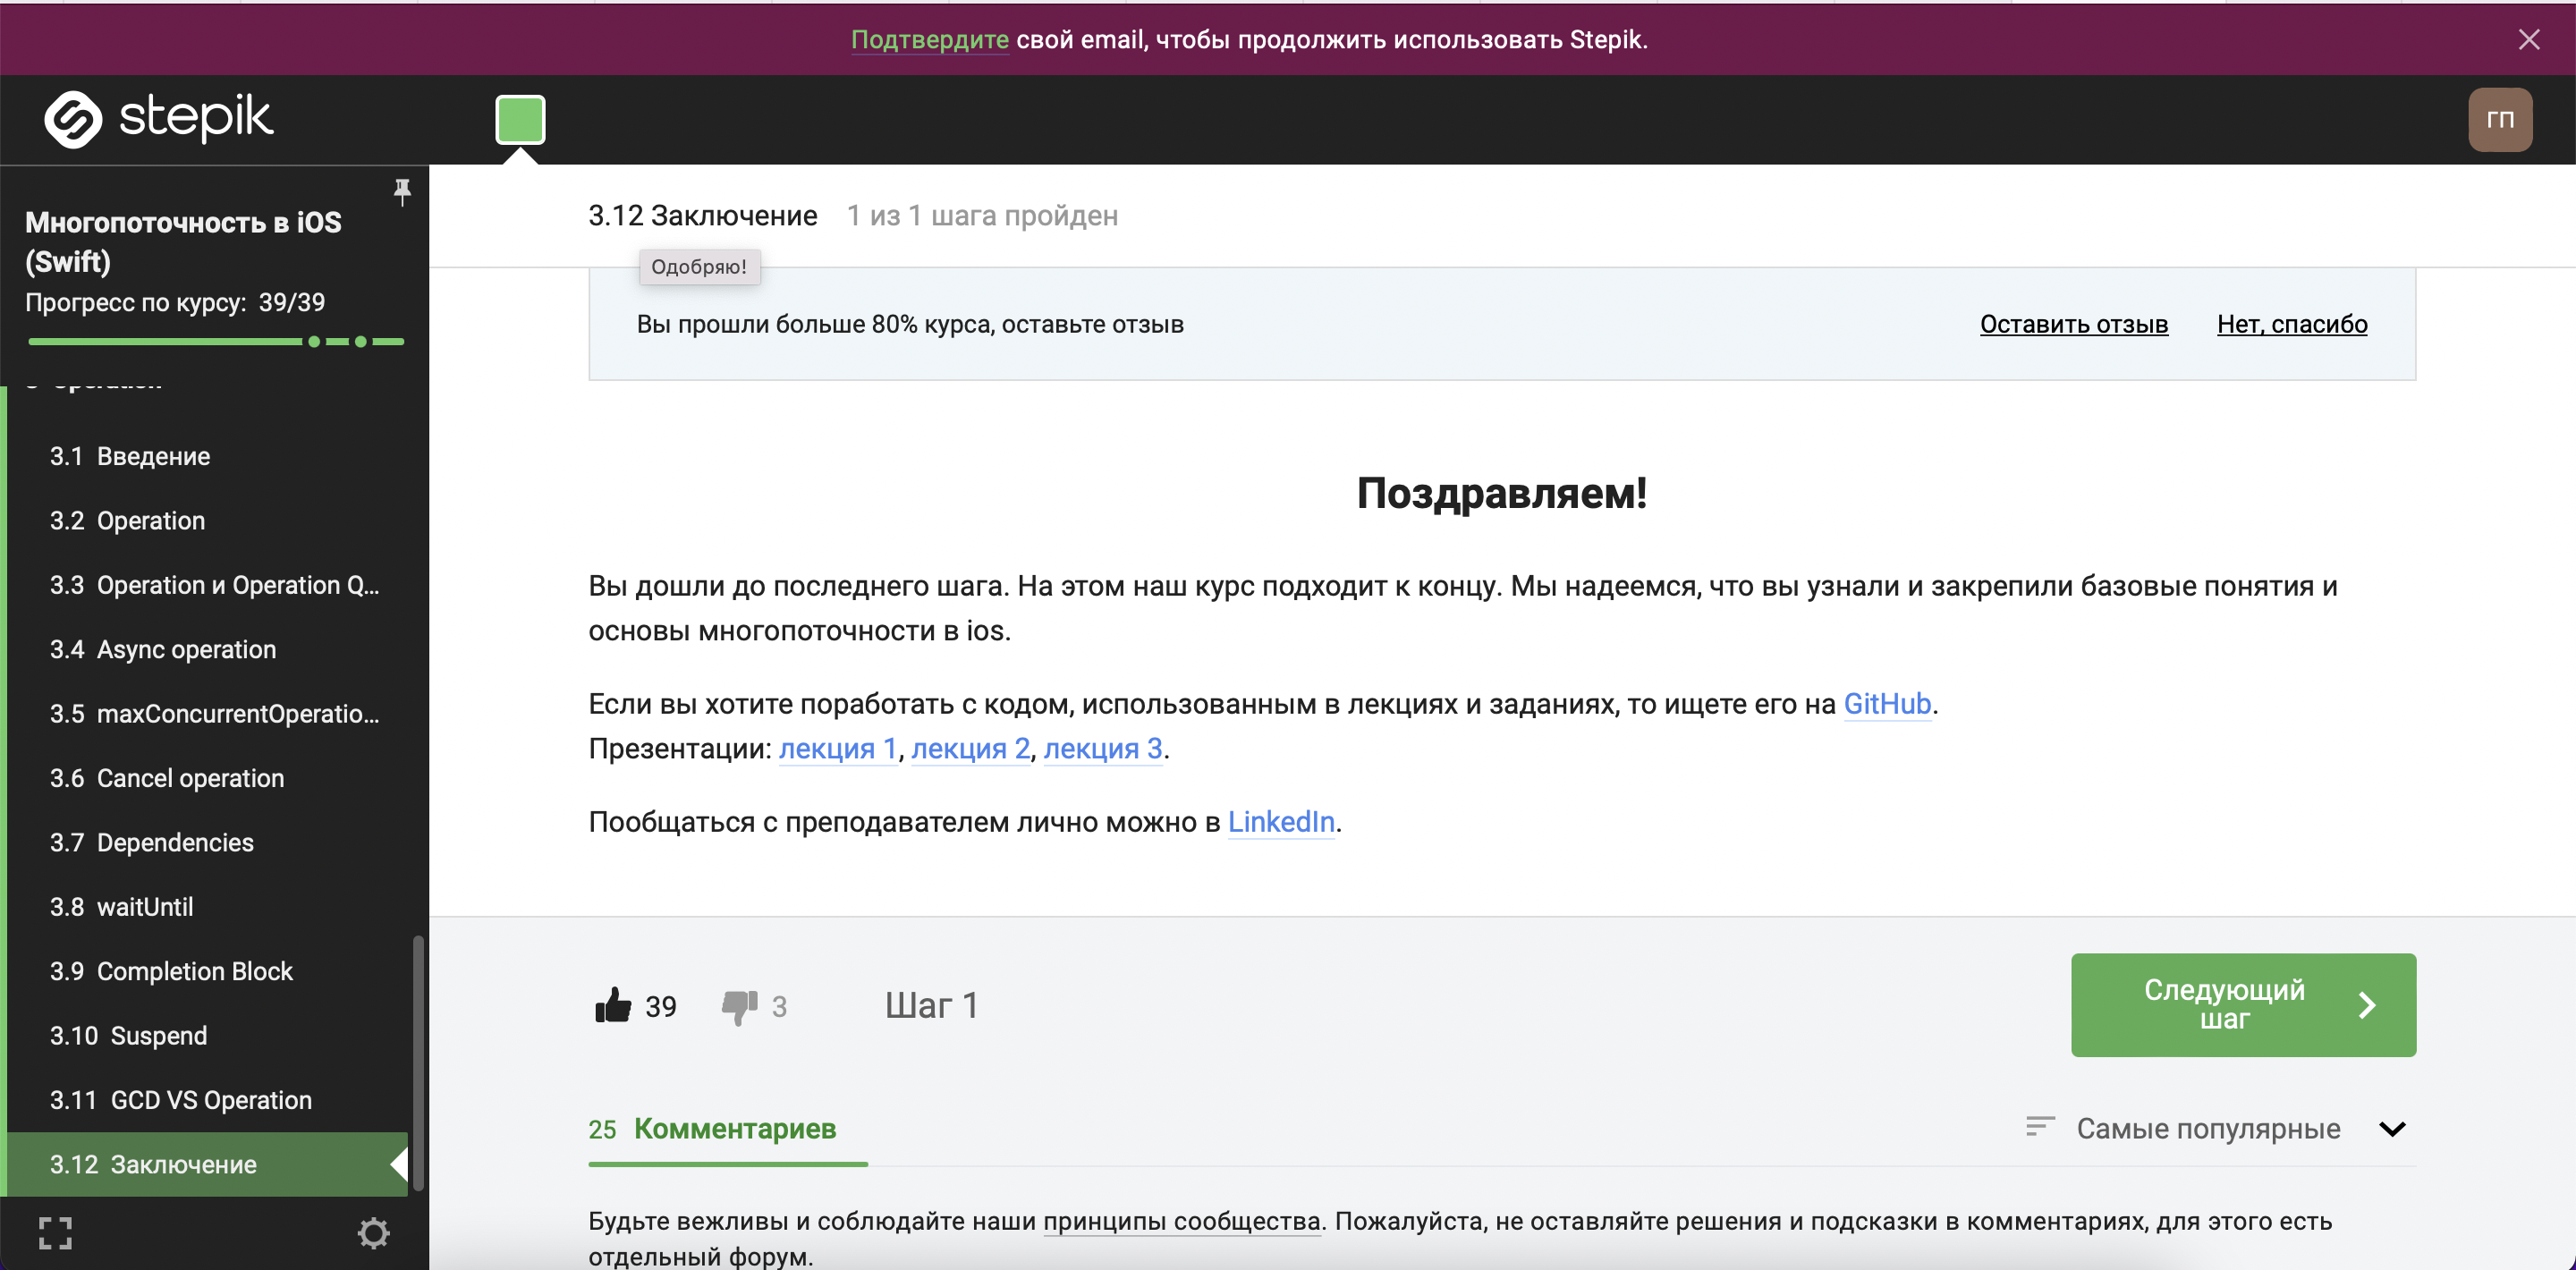 Подтвердите свой email, чтобы продолжить использовать Stepik.
stepik
ГП
Многопоточность в iOS
(Swift)
Прогресс по курсу: 39/39
3.1 Введение
3.2 Operation
3.3 Operation и Operation Q...
3.4 Async operation
3.5 maxConcurrentOperatio...
3.6 Cancel operation
3.7 Dependencies
3.8 waitUntil
3.9 Completion Block
3.10 Suspend
3.11 GCD VS Operation
3.12 Заключение
3.12 Заключение 1 из 1 шага пройден
Одобряю!
Вы прошли больше 80% курса, оставьте отзыв Оставить отзыв Нет, спасибо
Поздравляем!
Вы дошли до последнего шага. На этом наш курс подходит к концу. Мы надеемся, что вы узнали и закрепили базовые понятия и
основы многопоточности в ios.
Если вы хотите поработать с кодом, использованным в лекциях и заданиях, то ищете его на GitHub.
Презентации: лекция 1, лекция 2, лекция 3.
Пообщаться с преподавателем лично можно в LinkedIn.
39 3 Шаг 1
Следующий
шаг
25 Комментариев Самые популярные
Будьте вежливы и соблюдайте наши принципы сообщества. Пожалуйста, не оставляйте решения и подсказки в комментариях, для этого есть
отдельный форум.